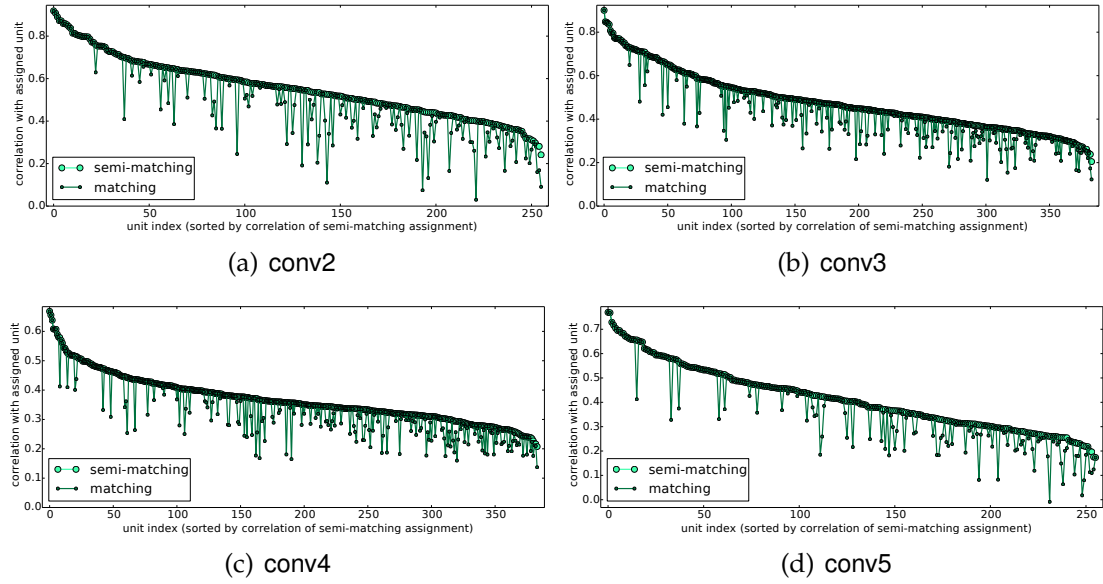 correlation with assigned unit
0.8
0.6
0.4
0.2
0.0
semi-matching
matching
0 50 100 150 200 250
unit index (sorted by correlation of semi-matching assignment)
(a) conv2
correlation with assigned unit
0.8
0.6
0.4
0.2
0.0
semi-matching
matching
0 50 100 150 200 250 300 350
unit index (sorted by correlation of semi-matching assignment)
(b) conv3
correlation with assigned unit
0.6
0.5
0.4
0.3
0.2
0.1
0.0
semi-matching
matching
0 50 100 150 200 250 300 350
unit index (sorted by correlation of semi-matching assignment)
(c) conv4
correlation with assigned unit
0.7
0.6
0.5
0.4
0.3
0.2
0.1
0.0
semi-matching
matching
0 50 100 150 200 250
unit index (sorted by correlation of semi-matching assignment)
(d) conv5